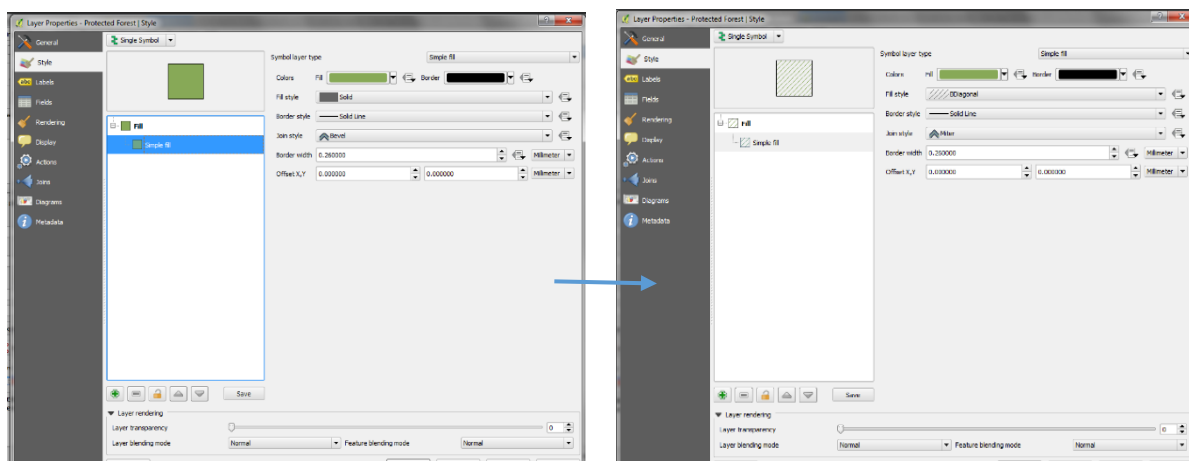 Layer Properties - Protected Forest | Style
General
Style
Labels
Fields
Rendering
Display
Actions
Joins
Diagrams
Metadata
Single Symbol
Fill
Simple fill
Save
Symbol layer type Simple fill
Colors Fill Border
Fill style Solid
Border style Solid Line
Join style Bevel
Border width 0.260000 Millimeter
Offset X,Y 0.000000 0.000000 Millimeter
Layer rendering
Layer transparency 0
Layer blending mode Normal Feature blending mode Normal
Layer Properties - Protected Forest | Style
General
Style
abc Labels
Fields
Rendering
Display
Actions
Joins
Diagrams
Metadata
Single Symbol
Fill
Simple fill
Save
Symbol layer type Simple fill
Colors Fill Border
Fill style BDiagonal
Border style Solid Line
Join style Miter
Border width 0.260000 Millimeter
Offset X,Y 0.000000 0.000000 Millimeter
Layer rendering
Layer transparency 0
Layer blending mode Normal Feature blending mode Normal